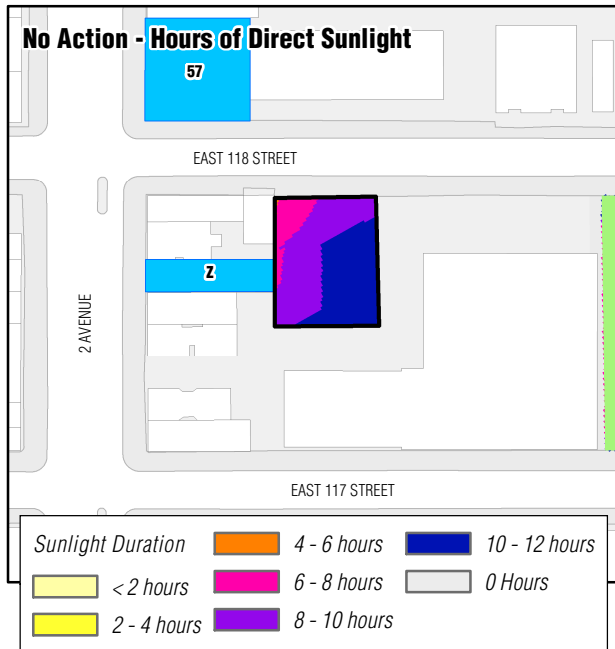 No Action - Hours of Direct Sunlight
57
EAST 118 STREET
Z
2 AVENUE
EAST 117 STREET
Sunlight Duration
< 2 hours
2 - 4 hours
4 - 6 hours
6 - 8 hours
8 - 10 hours
10 - 12 hours
0 Hours